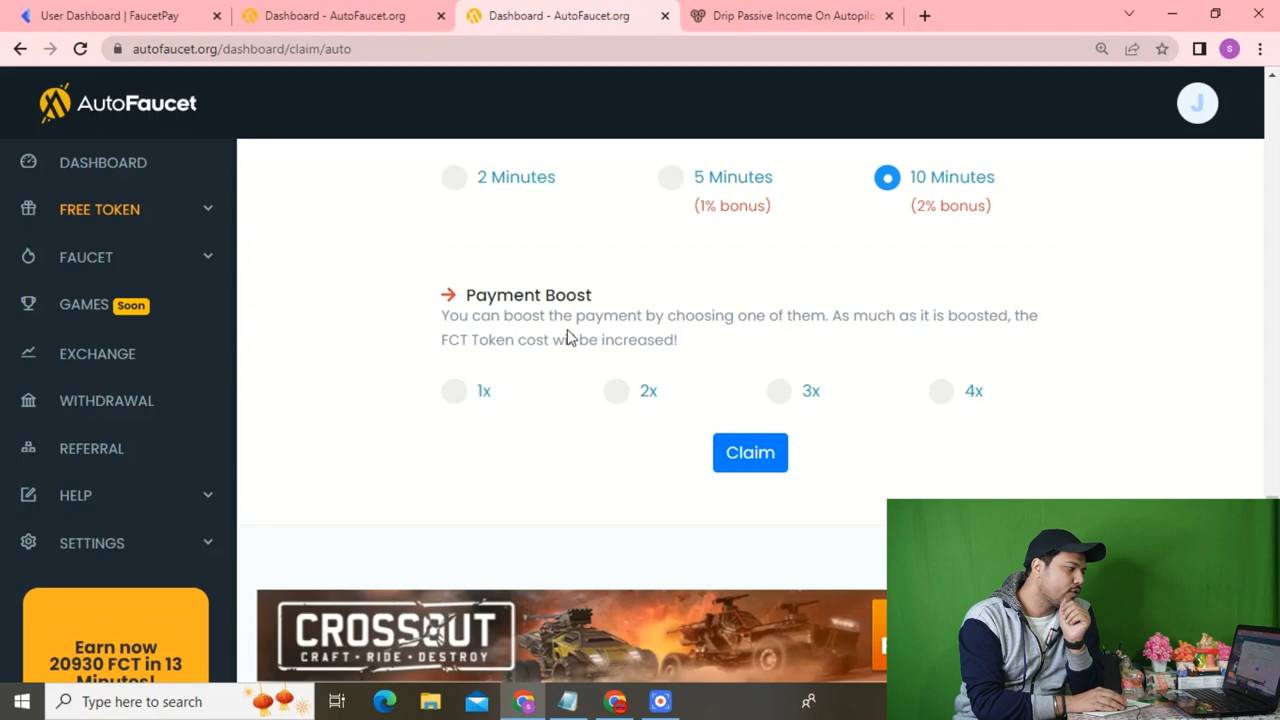 User Dashboard | FaucetPay
Dashboard - AutoFaucet.org
Dashboard - AutoFaucet.org
Drip Passive Income On Autopilo
autofaucet.org/dashboard/claim/auto
S
AutoFaucet
J
DASHBOARD
FREE TOKEN
FAUCET
GAMES Soon
EXCHANGE
WITHDRAWAL
REFERRAL
HELP
SETTINGS
Earn now
20930 FCT in 13
Minutes!
2 Minutes
5 Minutes
(1% bonus)
10 Minutes
(2% bonus)
Payment Boost
You can boost the payment by choosing one of them. As much as it is boosted, the
FCT Token cost will be increased!
1x
2x
3x
4x
Claim
CROSSOUT
CRAFT • RIDE • DESTROY
Type here to search